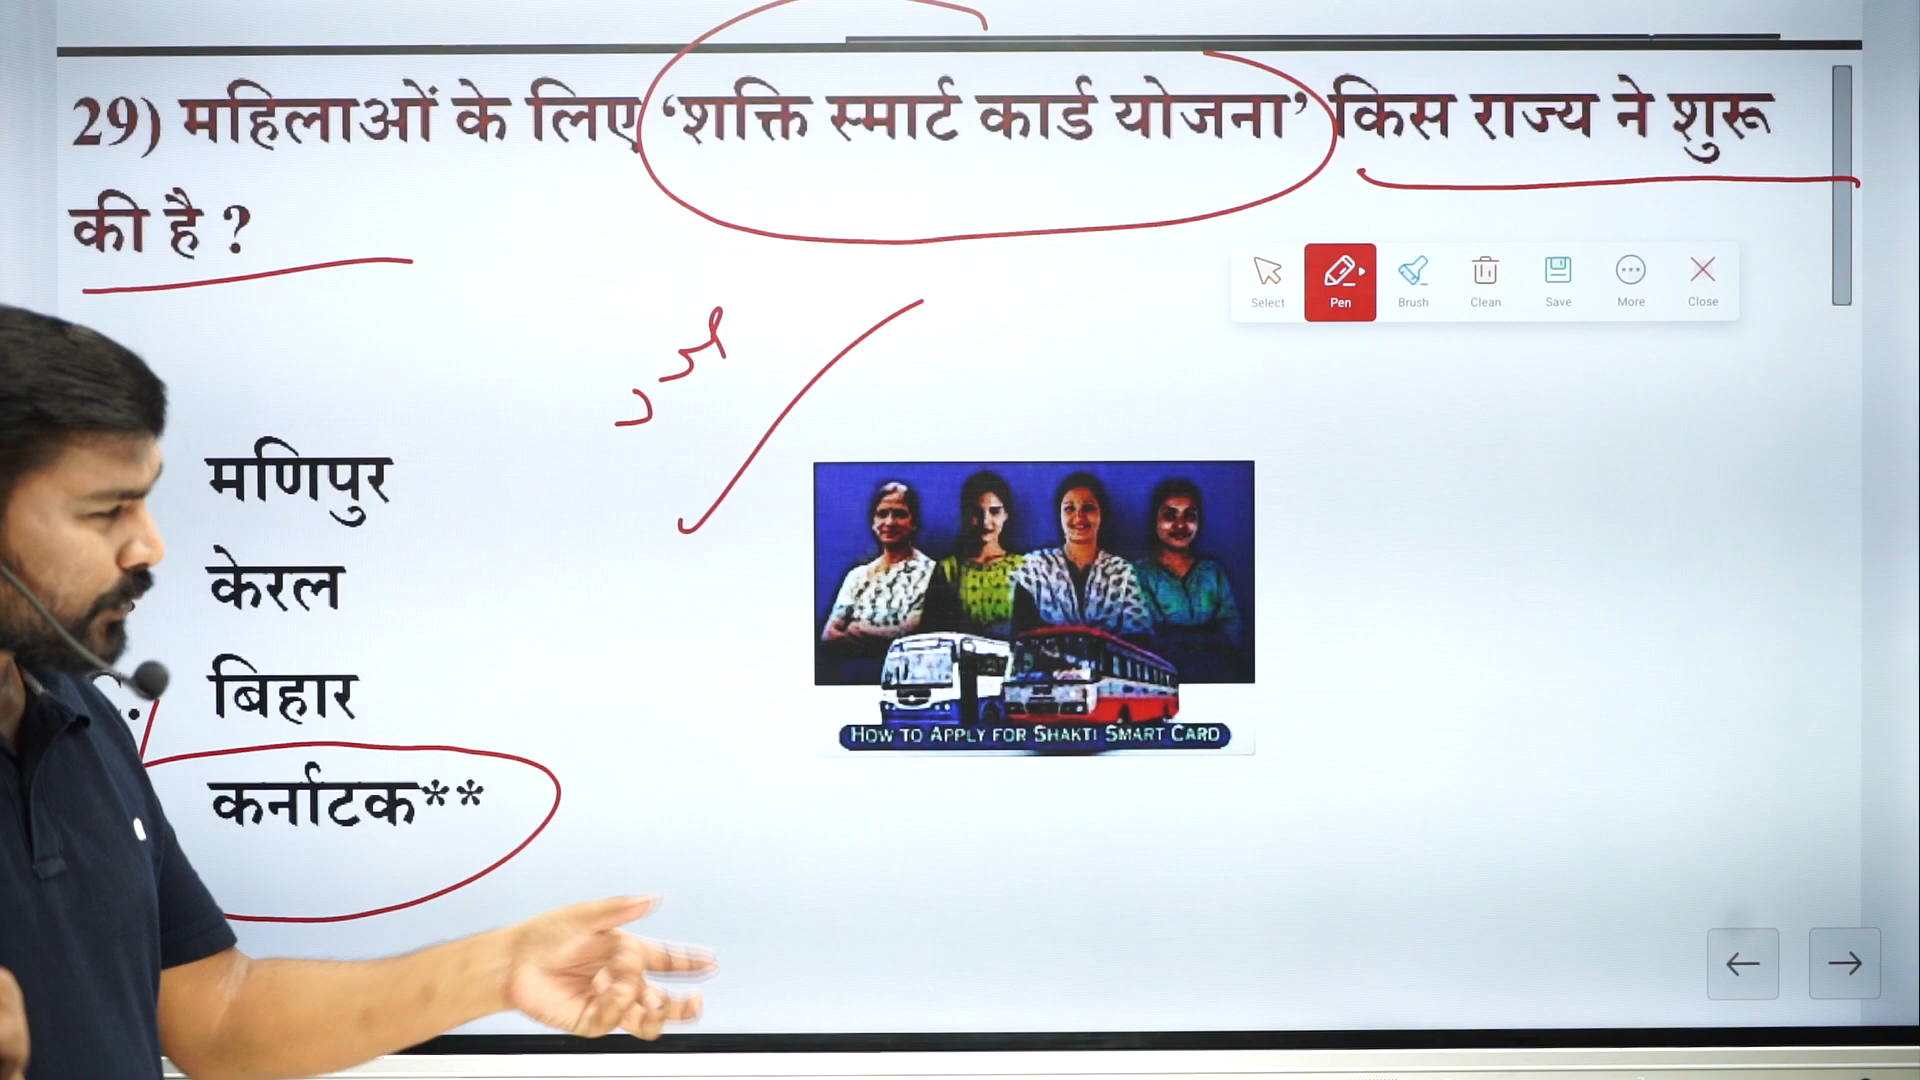 29) महिलाओं के लिए ‘शक्ति स्मार्ट कार्ड योजना’ किस राज्य ने शुरू
की है ?
Select
Pen
Brush
Clean
Save
More
Close
मणिपुर
केरल
C. बिहार
कर्नाटक**
HOW TO APPLY FOR SHAKTI SMART CARD